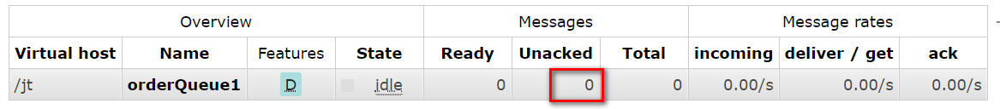 Overview Messages Message rates
Virtual host Name Features State Ready Unacked Total incoming deliver / get ack
/jt orderQueue1 D idle 0 0 0 0.00/s 0.00/s 0.00/s